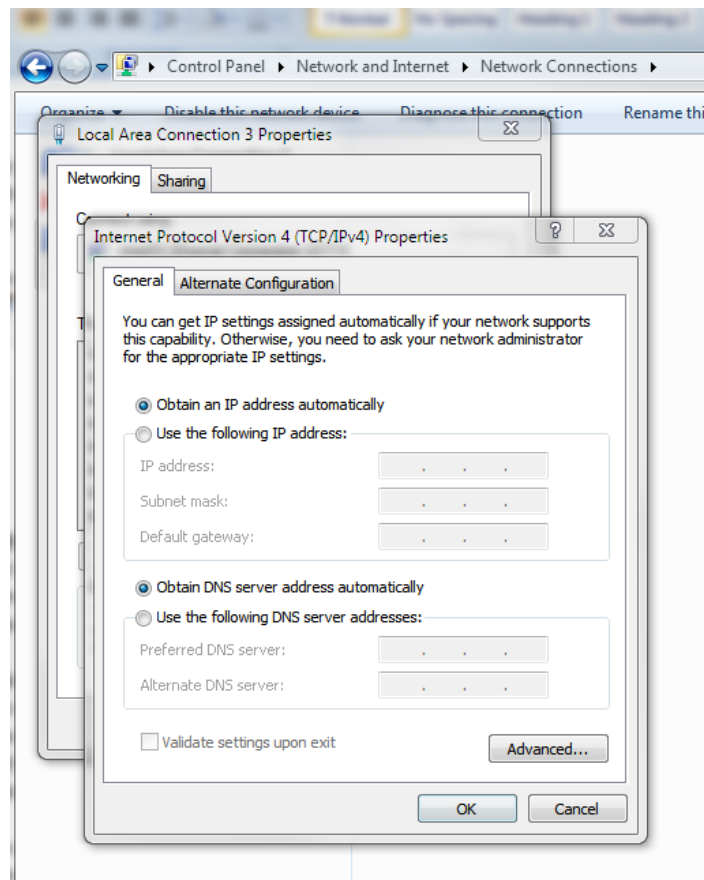 Control Panel Network and Internet Network Connections
Organize Disable this network device Diagnose this connection Rename thi
Local Area Connection 3 Properties
Networking Sharing
Internet Protocol Version 4 (TCP/IPv4) Properties
General Alternate Configuration
You can get IP settings assigned automatically if your network supports
this capability. Otherwise, you need to ask your network administrator
for the appropriate IP settings.
Obtain an IP address automatically
Use the following IP address:
IP address:
Subnet mask:
Default gateway:
Obtain DNS server address automatically
Use the following DNS server addresses:
Preferred DNS server:
Alternate DNS server:
Validate settings upon exit
Advanced...
OK Cancel